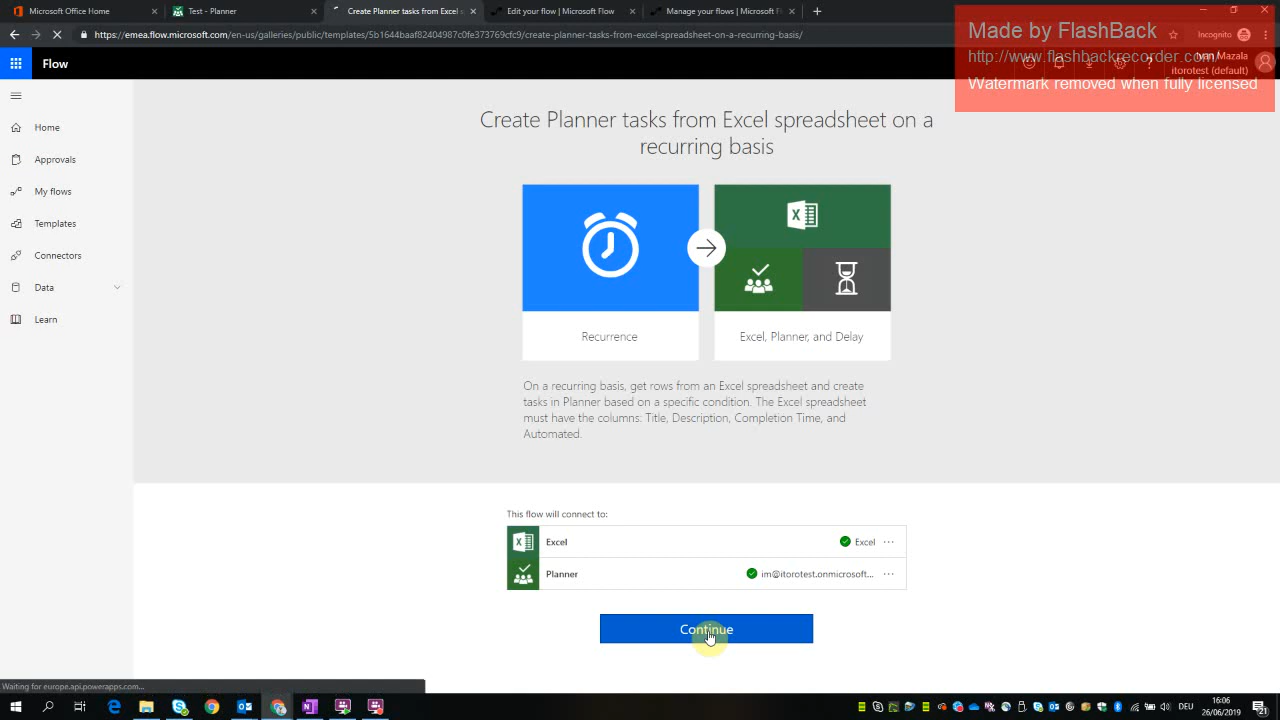 Microsoft Office Home
Test - Planner
Create Planner tasks from Excel s
Edit your flow | Microsoft Flow
Manage your flows | Microsoft Fl
https://emea.flow.microsoft.com/en-us/galleries/public/templates/5b1644baaf82404987c0fe373769cfc9/create-planner-tasks-from-excel-spreadsheet-on-a-recurring-basis/
Incognito
Made by FlashBack
http://www.flashbackrecorder.com/
Watermark removed when fully licensed
Flow
Ivan Mazala
itorotest (default)
Home
Approvals
My flows
Templates
Connectors
Data
Learn
Create Planner tasks from Excel spreadsheet on a
recurring basis
Recurrence
Excel, Planner, and Delay
On a recurring basis, get rows from an Excel spreadsheet and create
tasks in Planner based on a specific condition. The Excel spreadsheet
must have the columns: Title, Description, Completion Time, and
Automated.
This flow will connect to:
Excel
Excel
Planner
im@itorotest.onmicrosoft...
Continue
Waiting for europe.api.powerapps.com...
DEU
16:06
26/06/2019
21